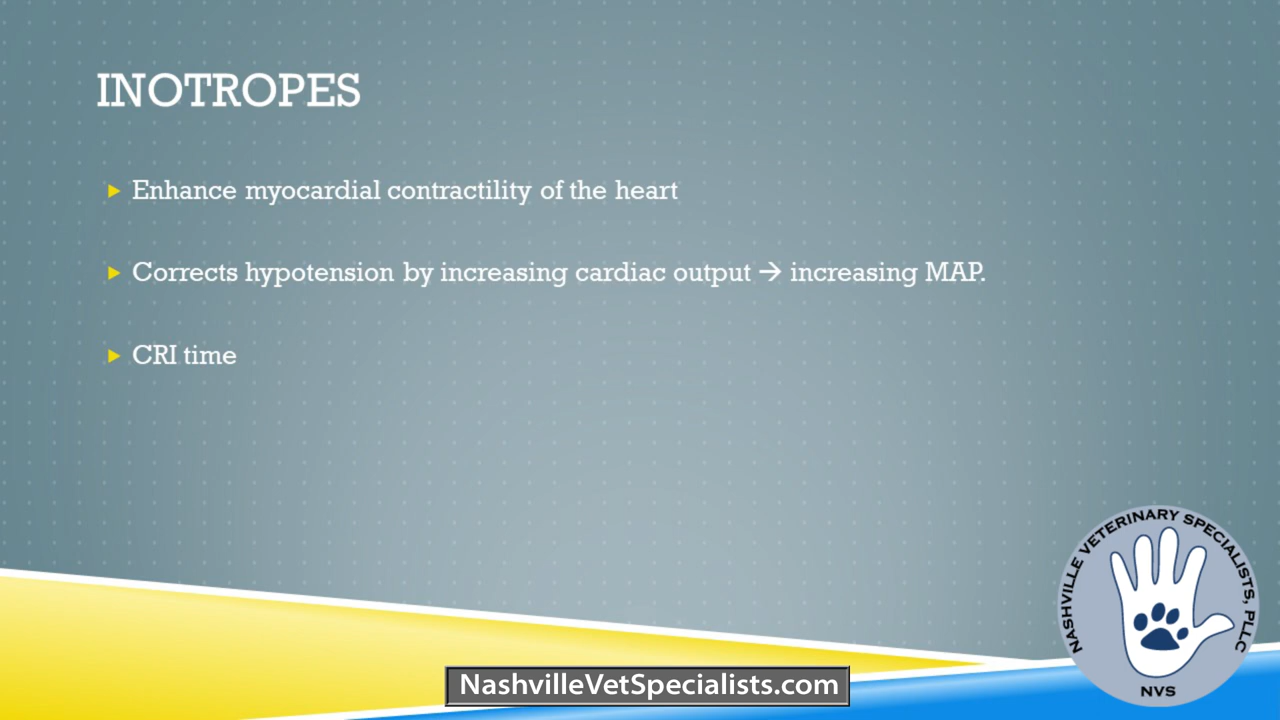 INOTROPES
Enhance myocardial contractility of the heart
Corrects hypotension by increasing cardiac output → increasing MAP.
CRI time
NASHVILLE VETERINARY SPECIALISTS, PLLC
NVS
NashvilleVetSpecialists.com